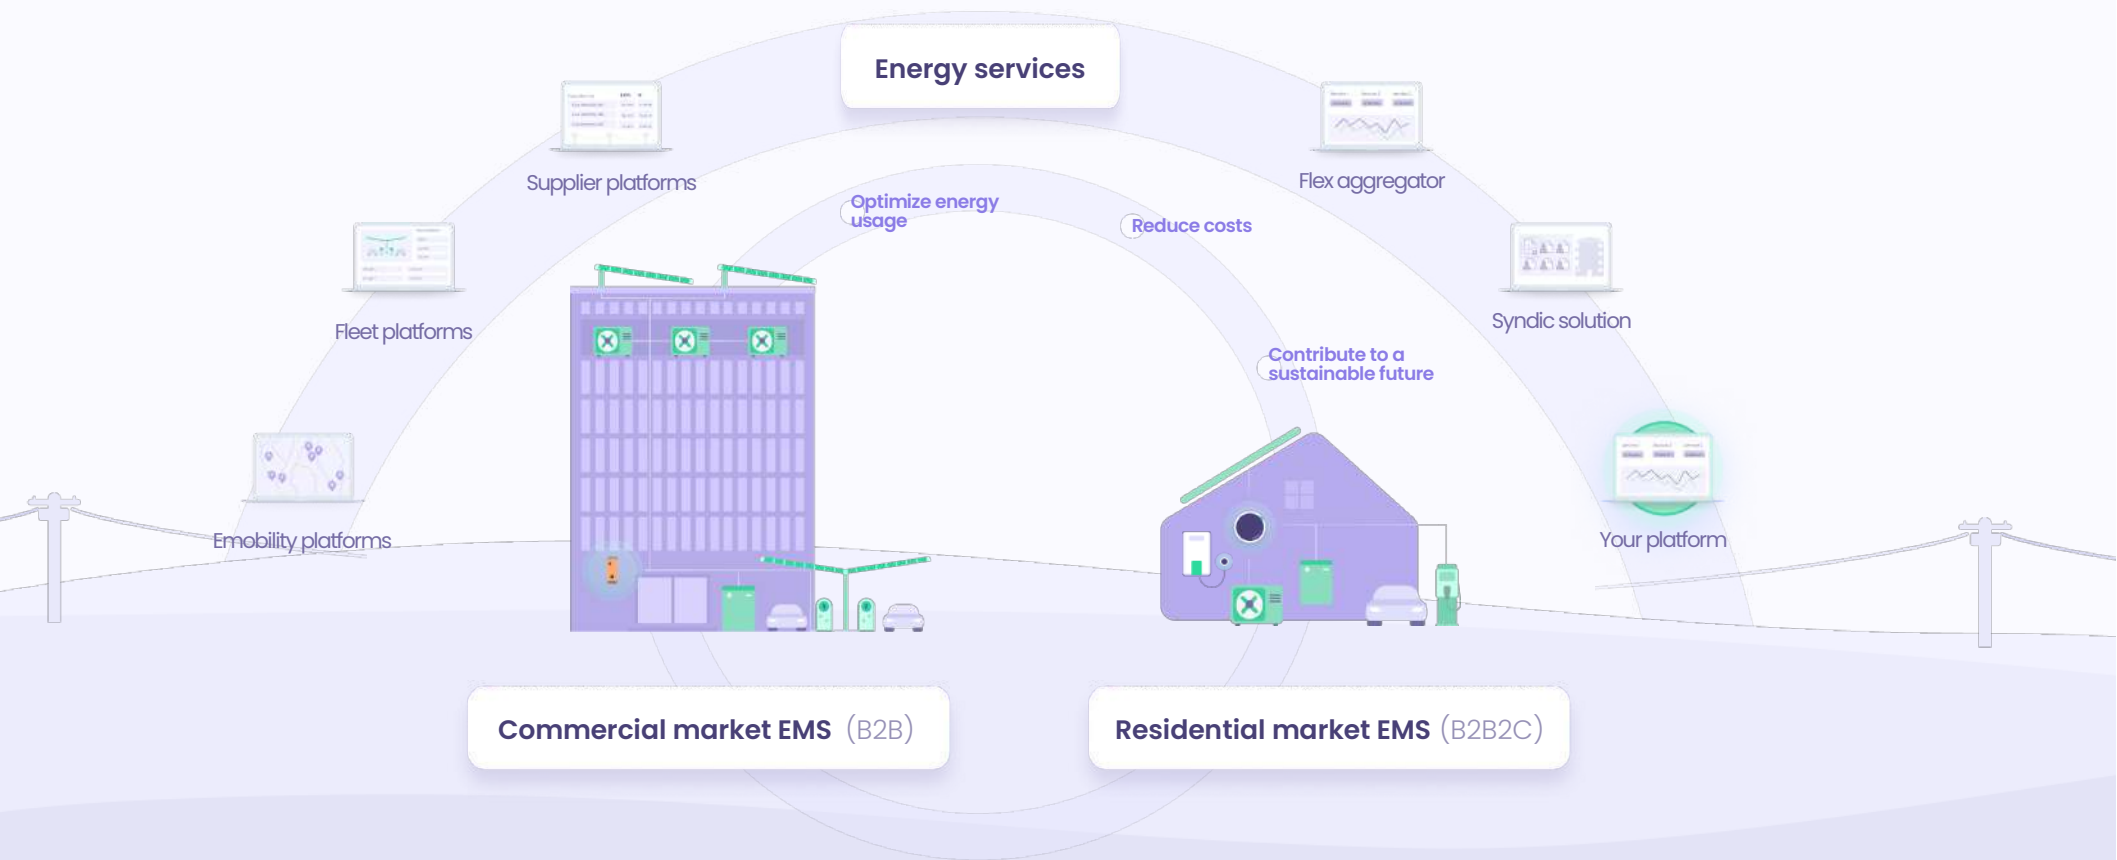 Energy services
Supplier platforms
Flex aggregator
Optimize energy
usage
Reduce costs
Fleet platforms
Syndic solution
Contribute to a
sustainable future
Emobility platforms
Your platform
Commercial market EMS (B2B)
Residential market EMS (B2B2C)